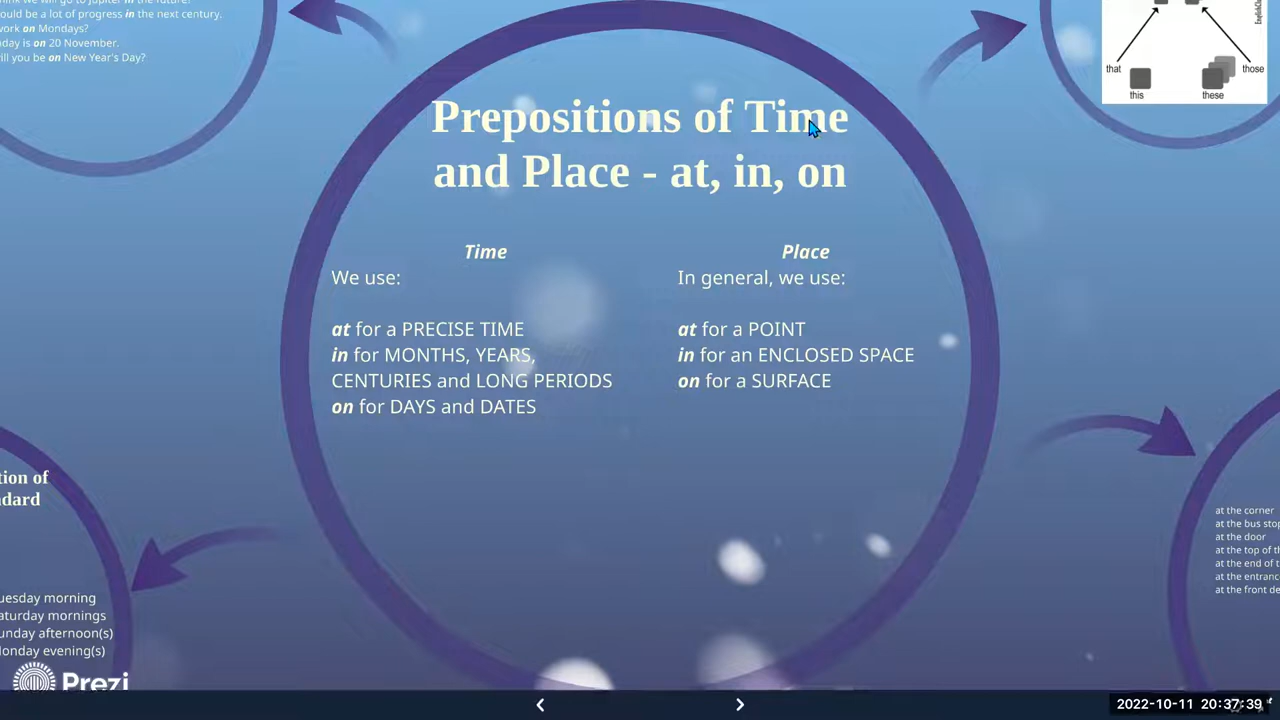 ould be a lot of progress in the next century.
work on Mondays?
day is on 20 November.
ill you be on New Year's Day?
that
those
this
these
Prepositions of Time
and Place - at, in, on
Time
We use:
at for a PRECISE TIME
in for MONTHS, YEARS,
CENTURIES and LONG PERIODS
on for DAYS and DATES
Place
In general, we use:
at for a POINT
in for an ENCLOSED SPACE
on for a SURFACE
tion of
dard
uesday morning
aturday mornings
unday afternoon(s)
onday evening(s)
at the corner
at the bus stop
at the door
at the top of th
at the end of t
at the entranc
at the front de
Prezi
2022-10-11 20:37:39